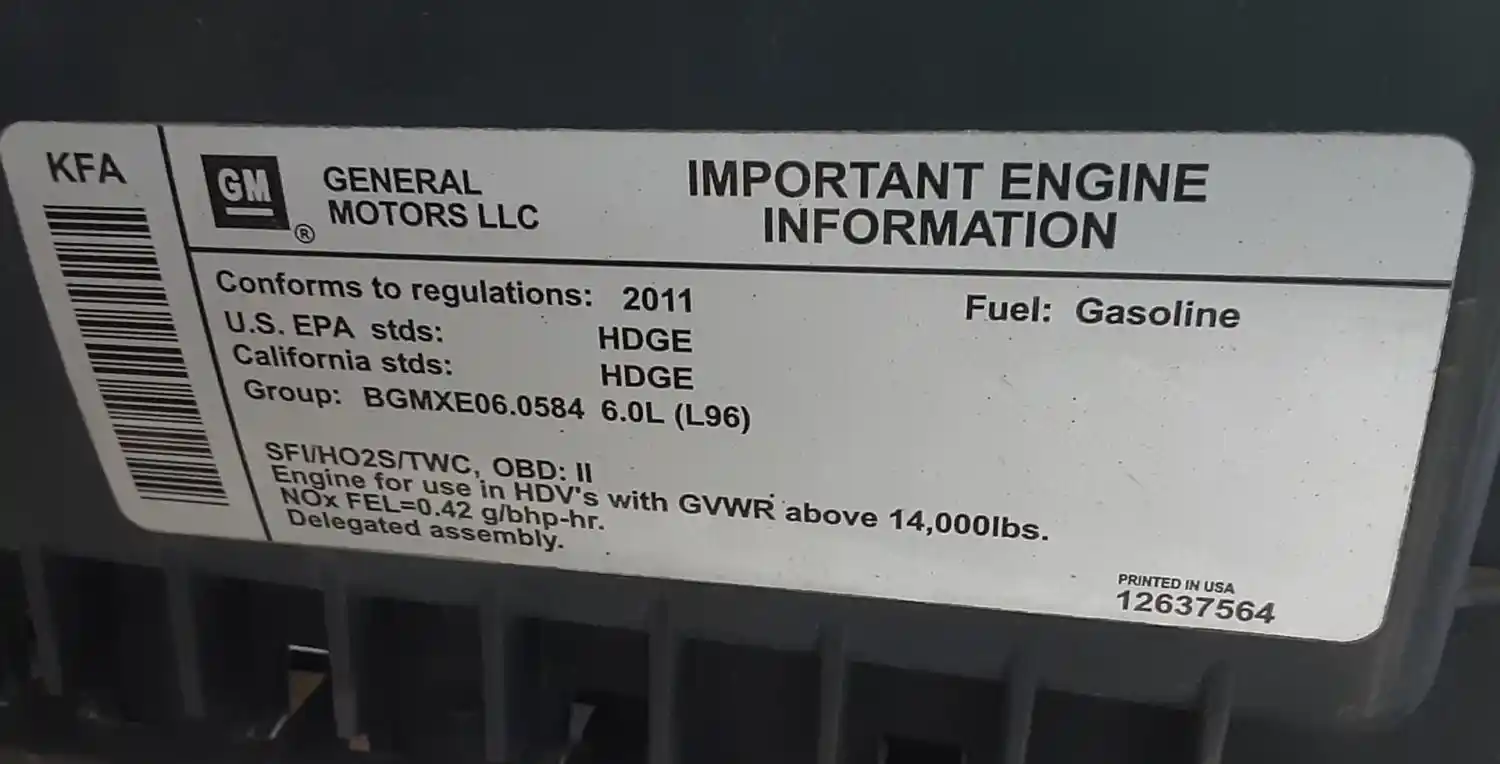 KFA
GM
®
GENERAL
MOTORS LLC
IMPORTANT ENGINE
INFORMATION
Conforms to regulations: 2011
Fuel: Gasoline
U.S. EPA stds: HDGE
California stds: HDGE
Group: BGMXE06.0584 6.0L (L96)
SFI/HO2S/TWC, OBD: II
Engine for use in HDV's with GVWR above 14,000lbs.
NOx FEL=0.42 g/bhp-hr.
Delegated assembly.
PRINTED IN USA
12637564